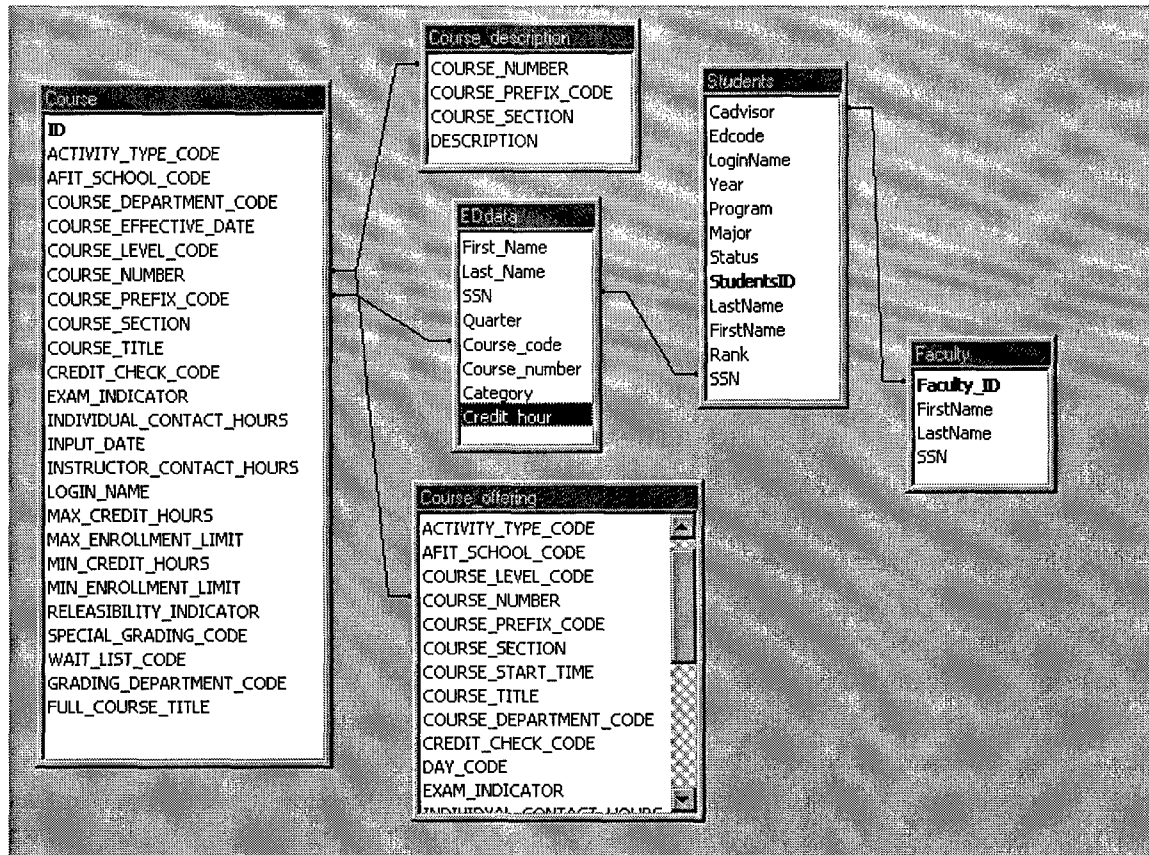 Course
ID
ACTIVITY_TYPE_CODE
AFIT_SCHOOL_CODE
COURSE_DEPARTMENT_CODE
COURSE_EFFECTIVE_DATE
COURSE_LEVEL_CODE
COURSE_NUMBER
COURSE_PREFIX_CODE
COURSE_SECTION
COURSE_TITLE
CREDIT_CHECK_CODE
EXAM_INDICATOR
INDIVIDUAL_CONTACT_HOURS
INPUT_DATE
INSTRUCTOR_CONTACT_HOURS
LOGIN_NAME
MAX_CREDIT_HOURS
MAX_ENROLLMENT_LIMIT
MIN_CREDIT_HOURS
MIN_ENROLLMENT_LIMIT
RELEASIBILITY_INDICATOR
SPECIAL_GRADING_CODE
WAIT_LIST_CODE
GRADING_DEPARTMENT_CODE
FULL_COURSE_TITLE
Course_description
COURSE_NUMBER
COURSE_PREFIX_CODE
COURSE_SECTION
DESCRIPTION
EDdata
First_Name
Last_Name
SSN
Quarter
Course_code
Course_number
Category
Credit_hour
Course_offering
ACTIVITY_TYPE_CODE
AFIT_SCHOOL_CODE
COURSE_LEVEL_CODE
COURSE_NUMBER
COURSE_PREFIX_CODE
COURSE_SECTION
COURSE_START_TIME
COURSE_TITLE
COURSE_DEPARTMENT_CODE
CREDIT_CHECK_CODE
DAY_CODE
EXAM_INDICATOR
INDIVIDYAL_CONTACT_HOURS
Students
Cadvisor
Edcode
LoginName
Year
Program
Major
Status
StudentsID
LastName
FirstName
Rank
SSN
Faculty
Faculty_ID
FirstName
LastName
SSN